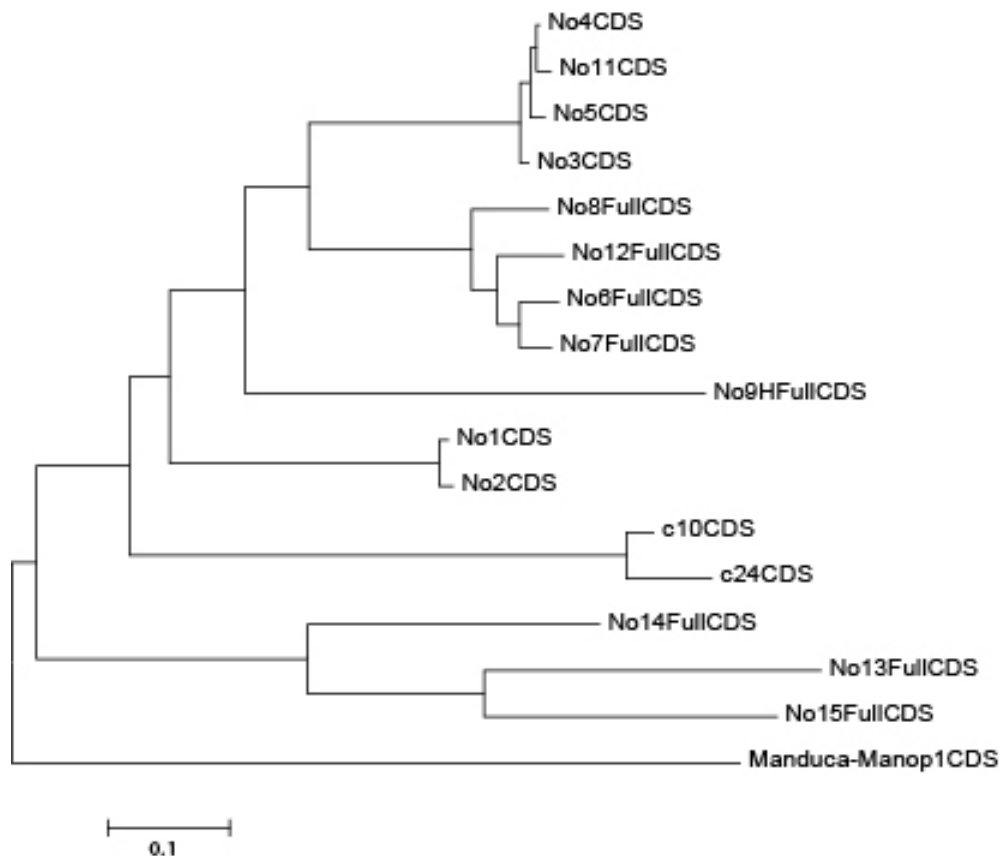 No4CDS
No11CDS
No5CDS
No3CDS
No8FullCDS
No12FullCDS
No6FullCDS
No7FullCDS
No9HFullCDS
No1CDS
No2CDS
c10CDS
c24CDS
No14FullCDS
No13FullCDS
No15FullCDS
Manduca-Manop1CDS
0.1